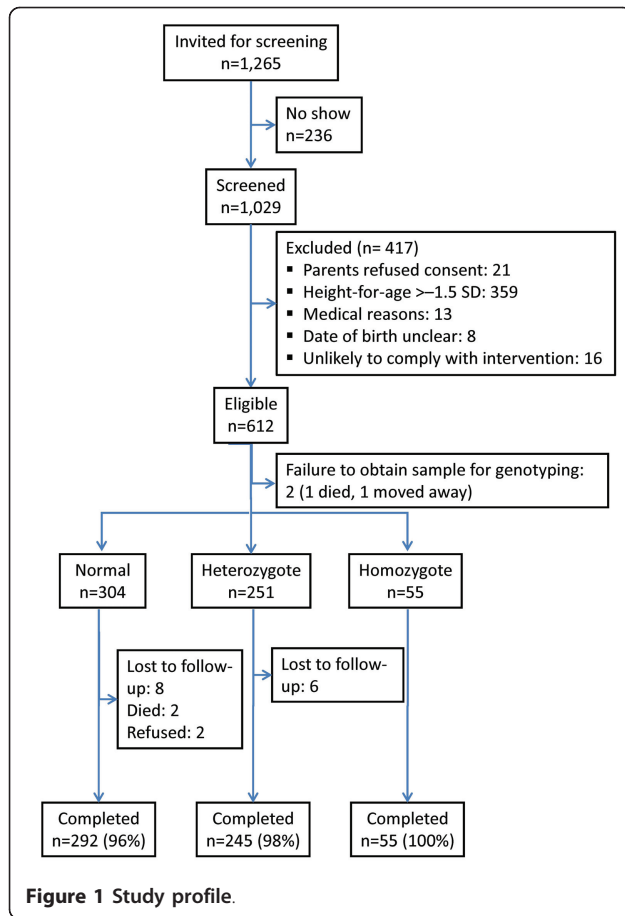 Invited for screening
n=1,265
No show
n=236
Screened
n=1,029
Excluded (n= 417)
▪ Parents refused consent: 21
▪ Height-for-age >–1.5 SD: 359
▪ Medical reasons: 13
▪ Date of birth unclear: 8
▪ Unlikely to comply with intervention: 16
Eligible
n=612
Failure to obtain sample for genotyping:
2 (1 died, 1 moved away)
Normal
n=304
Heterozygote
n=251
Homozygote
n=55
Lost to follow-
up: 8
Died: 2
Refused: 2
Lost to follow-
up: 6
Completed
n=292 (96%)
Completed
n=245 (98%)
Completed
n=55 (100%)
Figure 1 Study profile.